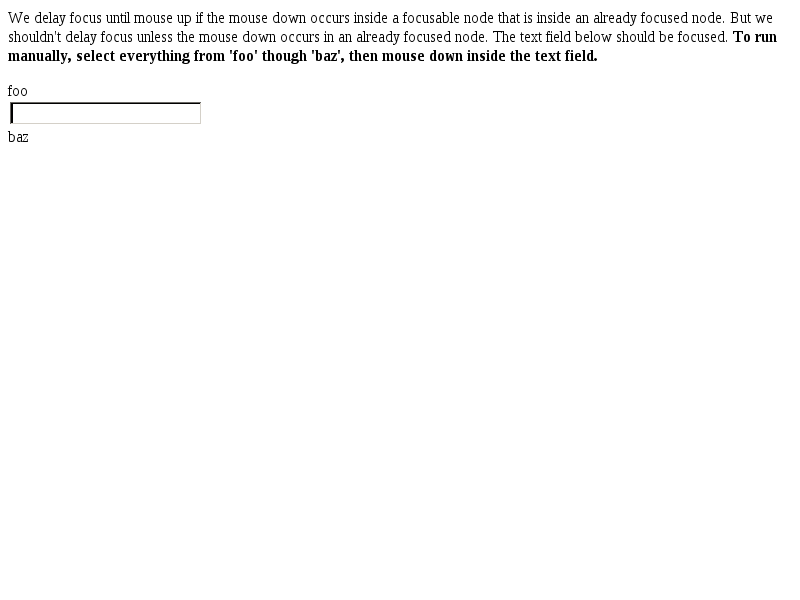 We delay focus until mouse up if the mouse down occurs inside a focusable node that is inside an already focused node. But we
shouldn't delay focus unless the mouse down occurs in an already focused node. The text field below should be focused. To run
manually, select everything from 'foo' though 'baz', then mouse down inside the text field.
foo
baz